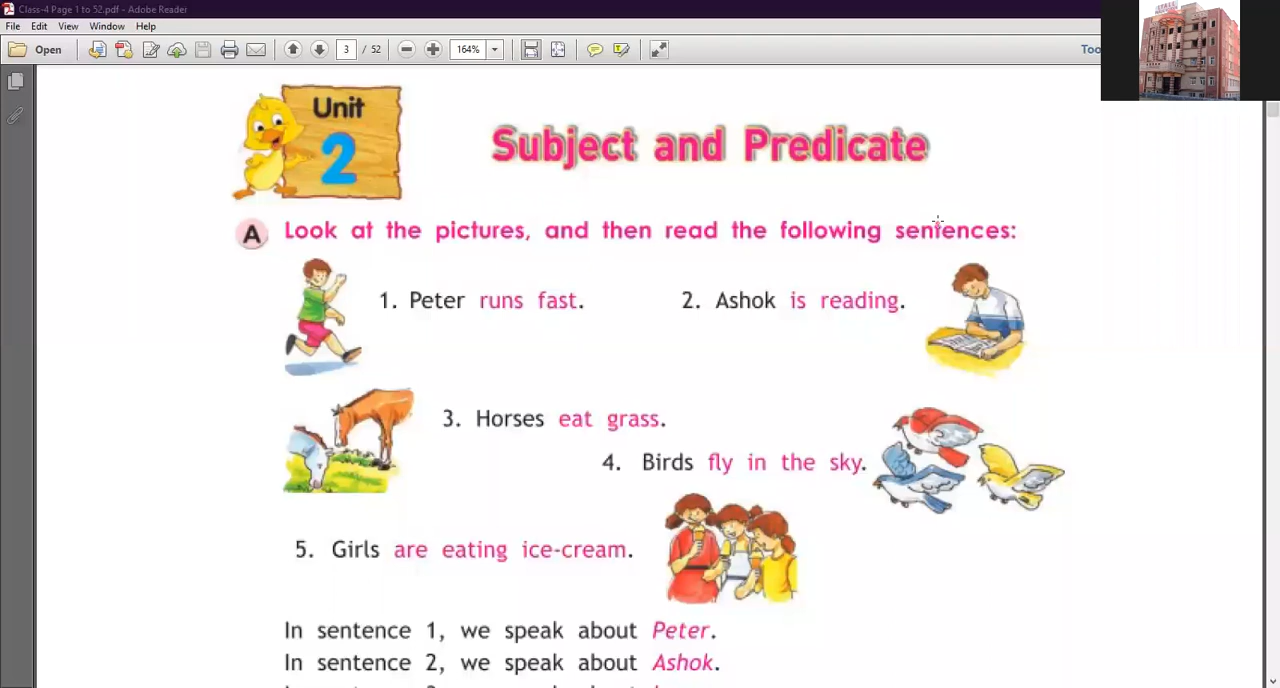 Class-4 Page 1 to 52.pdf - Adobe Reader
File Edit View Window Help
Open 3 / 52 164%
Unit
2
Subject and Predicate
A Look at the pictures, and then read the following sentences:
1. Peter runs fast. 2. Ashok is reading.
3. Horses eat grass.
4. Birds fly in the sky.
5. Girls are eating ice-cream.
In sentence 1, we speak about Peter.
In sentence 2, we speak about Ashok.